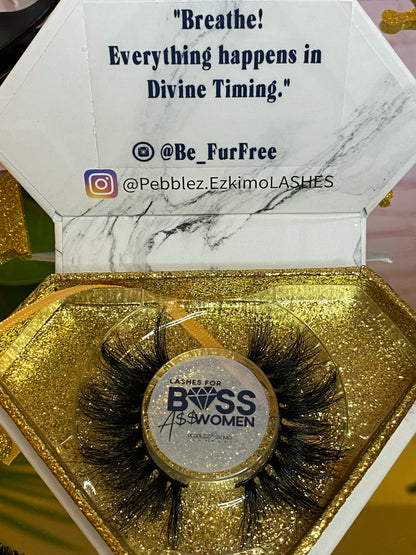 "Breathe!
Everything happens in
Divine Timing."
@Be_FurFree
@Pebblez.EzkimoLASHES
LASHES FOR
BOSS
A$$WOMEN